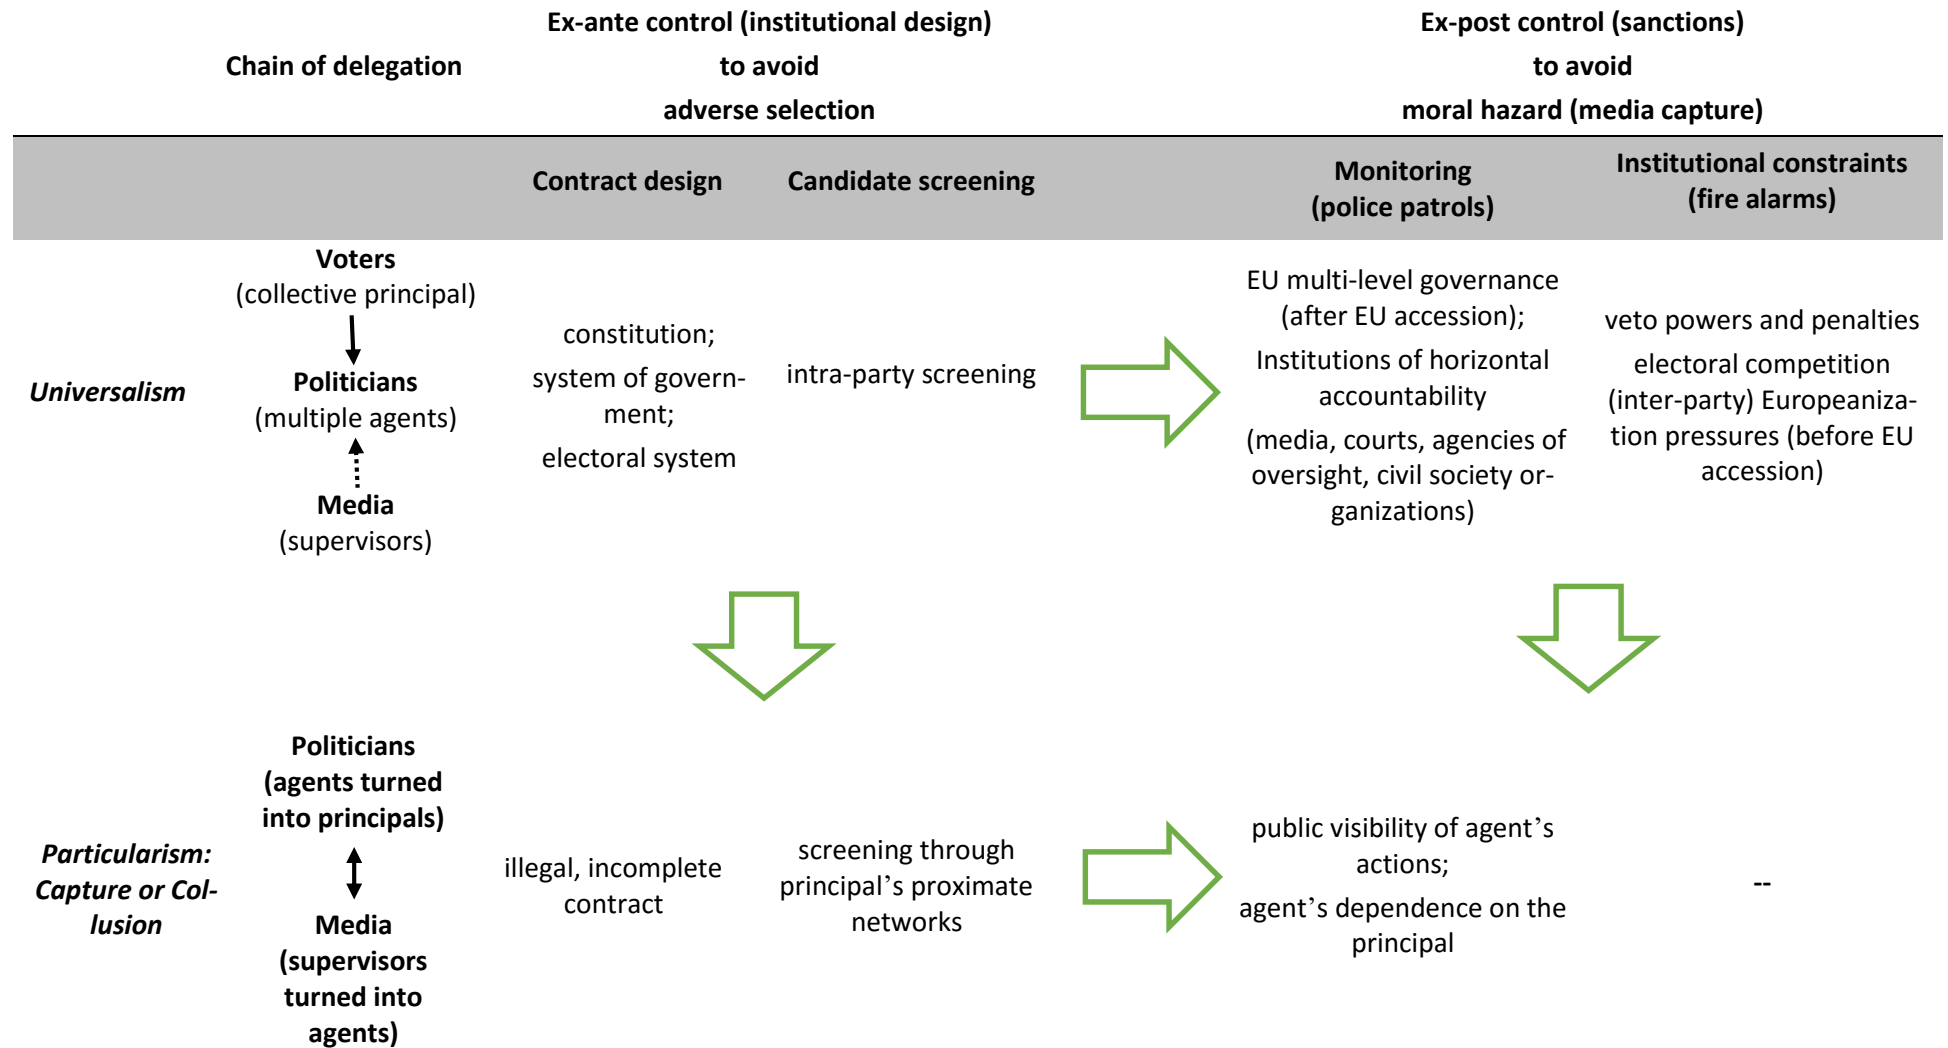 Chain of delegation
Ex-ante control (institutional design)
to avoid
adverse selection
Ex-post control (sanctions)
to avoid
moral hazard (media capture)
Contract design
Candidate screening
Monitoring
(police patrols)
Institutional constraints
(fire alarms)
Universalism
Voters
(collective principal)
Politicians
(multiple agents)
Media
(supervisors)
constitution;
system of govern-
ment;
electoral system
intra-party screening
EU multi-level governance
(after EU accession);
Institutions of horizontal
accountability
(media, courts, agencies of
oversight, civil society or-
ganizations)
veto powers and penalties
electoral competition
(inter-party) Europeaniza-
tion pressures (before EU
accession)
Particularism:
Capture or Col-
lusion
Politicians
(agents turned
into principals)
Media
(supervisors
turned into
agents)
illegal, incomplete
contract
screening through
principal’s proximate
networks
public visibility of agent’s
actions;
agent’s dependence on the
principal
--